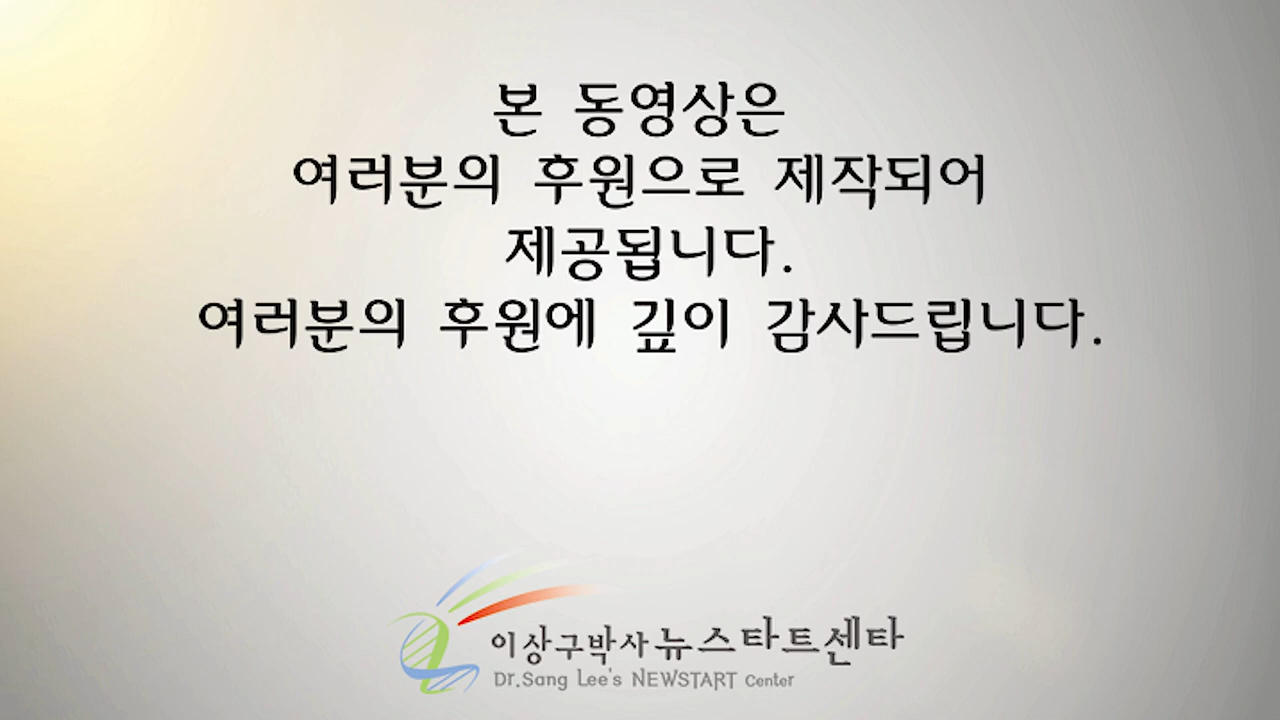 본 동영상은
여러분의 후원으로 제작되어
제공됩니다.
여러분의 후원에 깊이 감사드립니다.
이상구박사 뉴스타트센타
Dr.Sang Lee's NEWSTART Center